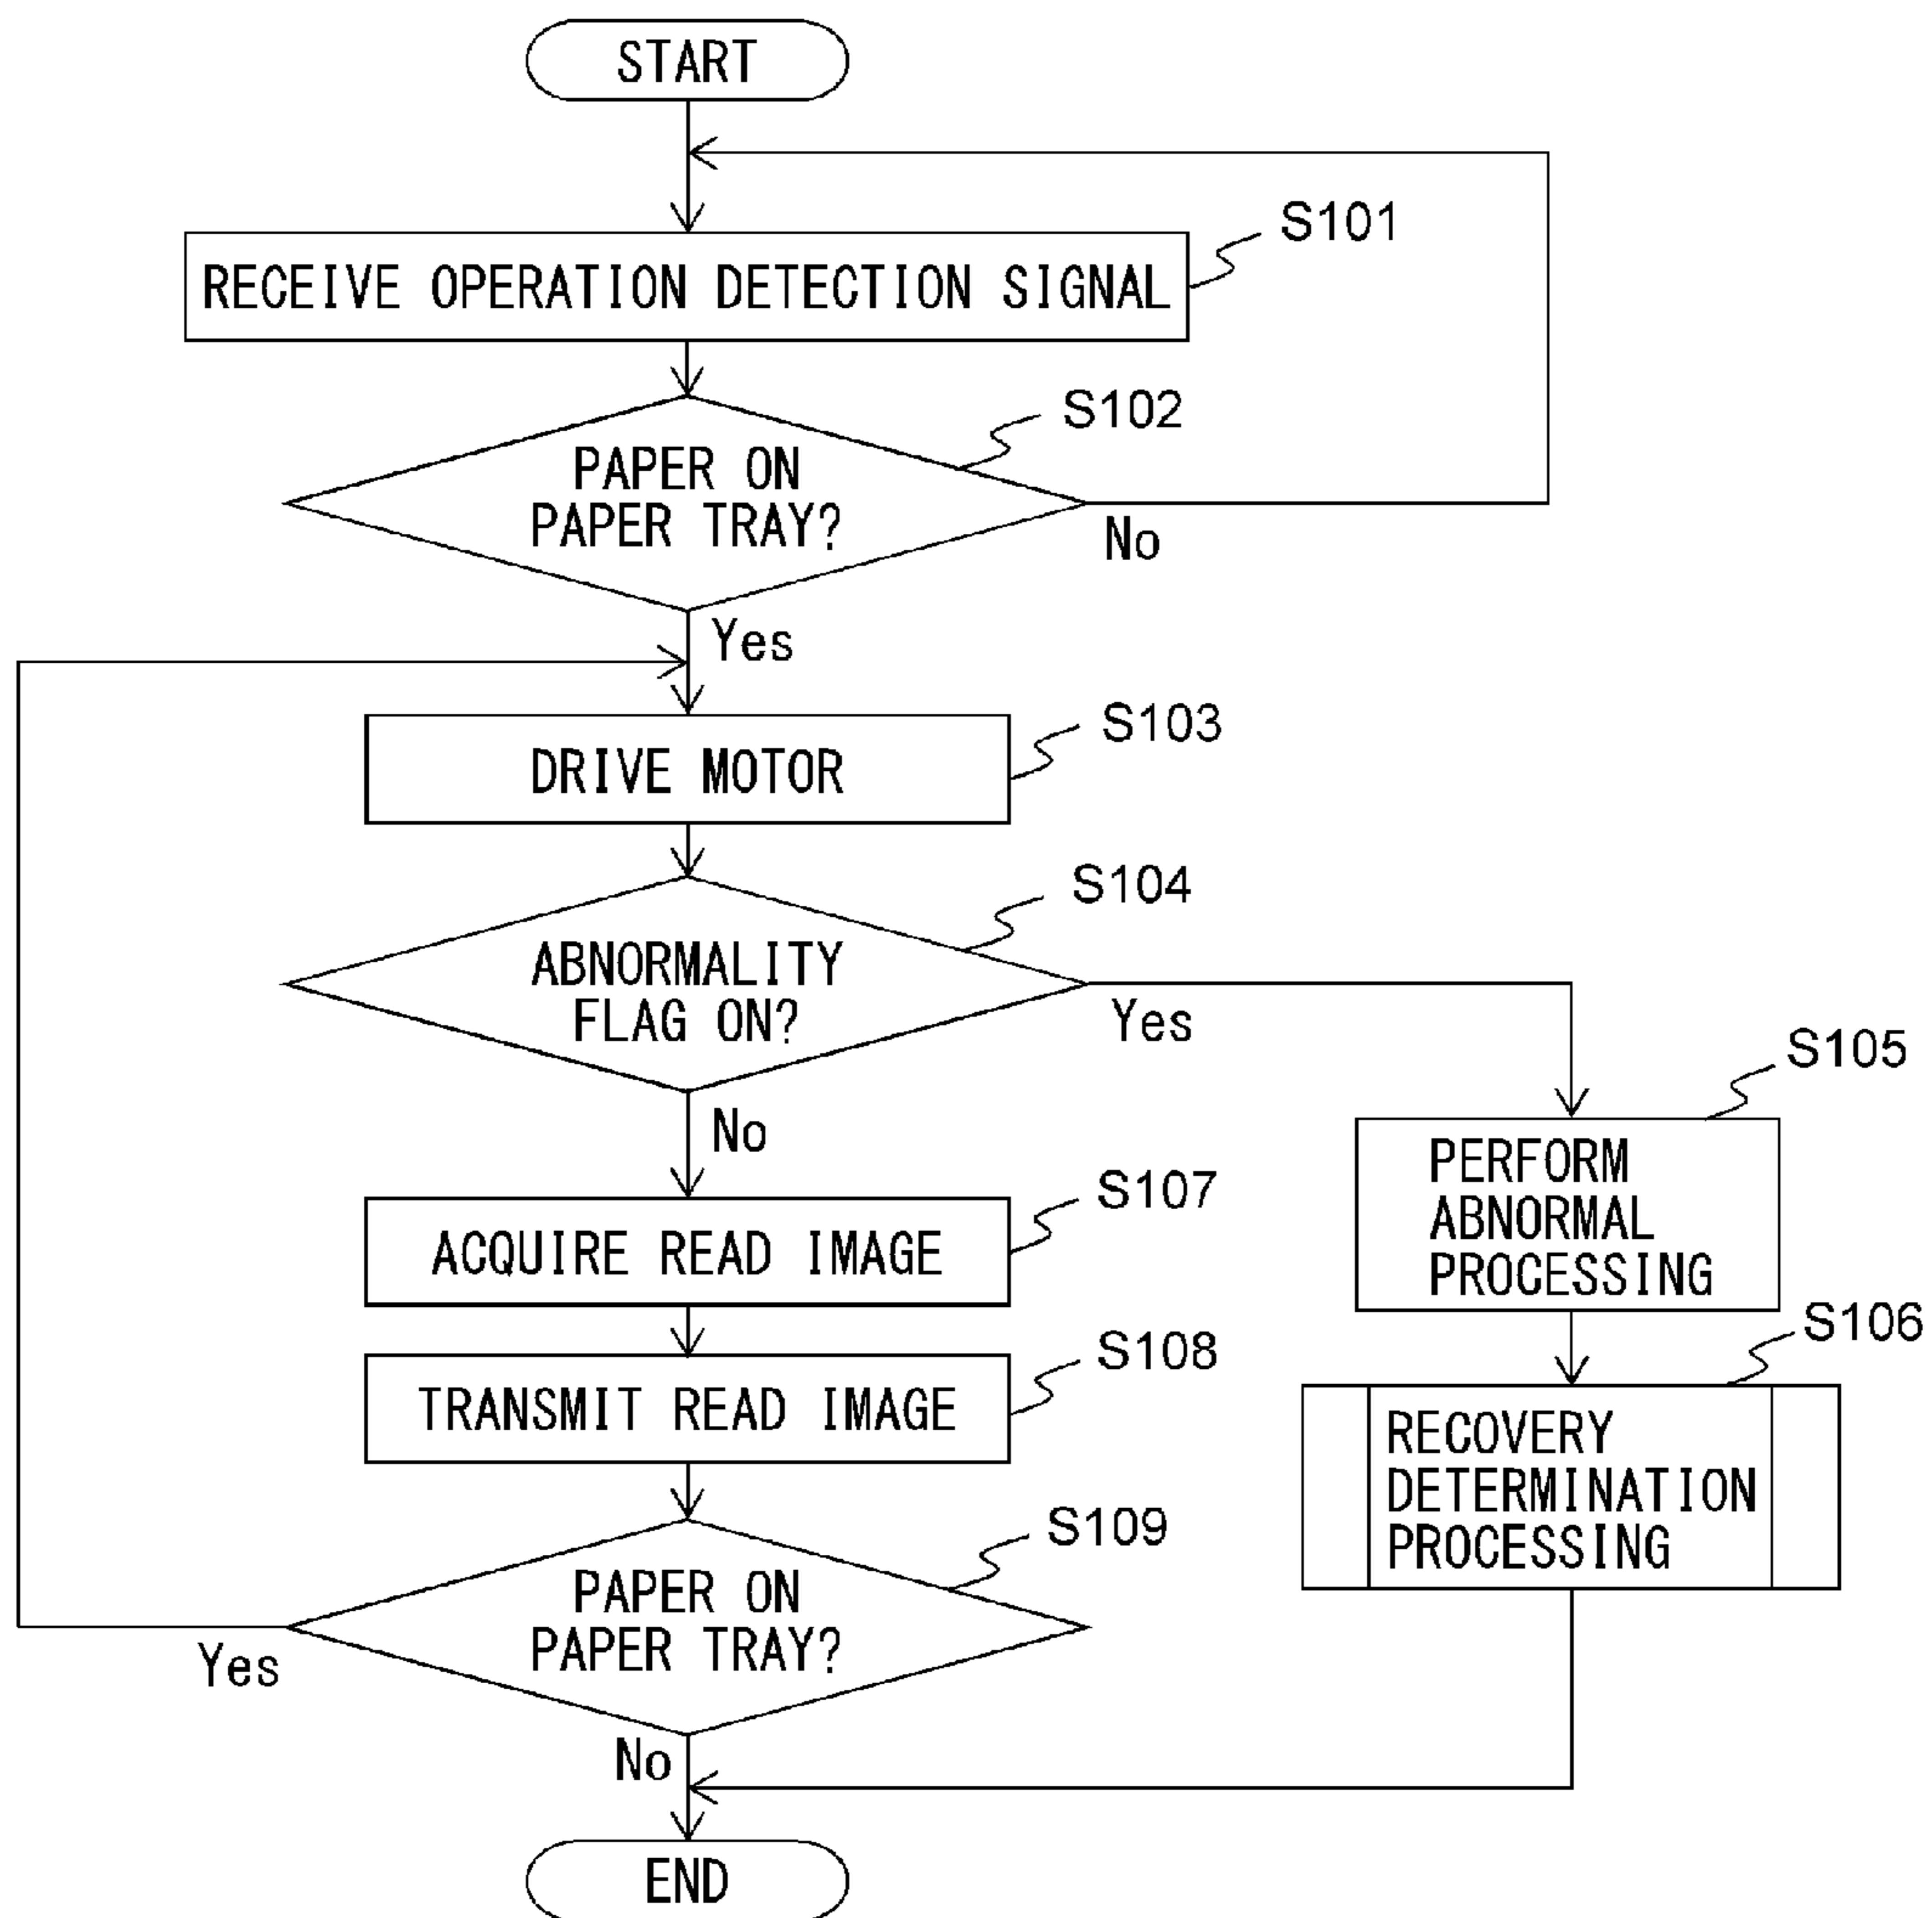 START
S101
RECEIVE OPERATION DETECTION SIGNAL
S102
PAPER ON
PAPER TRAY?
No
Yes
S103
DRIVE MOTOR
S104
ABNORMALITY
FLAG ON?
Yes
No
S105
PERFORM
ABNORMAL
PROCESSING
S107
ACQUIRE READ IMAGE
S106
RECOVERY
DETERMINATION
PROCESSING
S108
TRANSMIT READ IMAGE
S109
PAPER ON
PAPER TRAY?
Yes
No
END